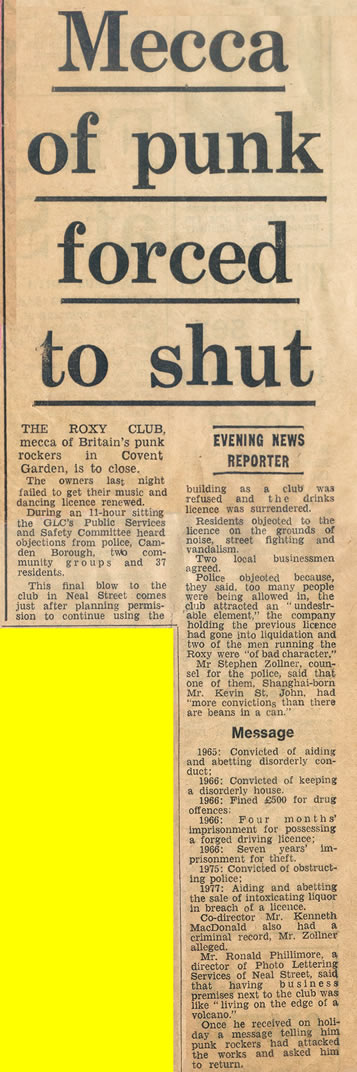 Mecca
of punk
forced
to shut
THE ROXY CLUB,
mecca of Britain's punk
rockers in Covent
Garden, is to close.
The owners last night
failed to get their music and
dancing licence renewed.
During an 11-hour sitting
the GLC's Public Services
and Safety Committee heard
objections from police, Cam-
den Borough, two com-
munity groups and 37
residents.
This final blow to the
club in Neal Street comes
just after planning permis-
sion to continue using the
EVENING NEWS
REPORTER
building as a club was
refused and the drinks
licence was surrendered.
Residents objected to the
licence on the grounds of
noise, street fighting and
vandalism.
Two local businessmen
agreed.
Police objected because,
they said, too many people
were being allowed in, the
club attracted an "undesir-
able element," the company
holding the previous licence
had gone into liquidation and
two of the men running the
Roxy were "of bad character."
Mr Stephen Zollner, coun-
sel for the police, said that
one of them, Shanghai-born
Mr. Kevin St. John, had
"more convictions than there
are beans in a can."
Message
1965: Convicted of aiding
and abetting disorderly con-
duct;
1966: Convicted of keeping
a disorderly house.
1966: Fined £500 for drug
offences;
1966: Four months'
imprisonment for possessing
a forged driving licence;
1966: Seven years' im-
prisonment for theft.
1975: Convicted of obstruct-
ing police;
1977: Aiding and abetting
the sale of intoxicating liquor
in breach of a licence.
Co-director Mr. Kenneth
MacDonald also had a
criminal record, Mr. Zollner
alleged.
Mr. Ronald Phillimore, a
director of Photo Lettering
Services of Neal Street, said
that having business
premises next to the club was
like "living on the edge of a
volcano."
Once he received on holi-
day a message telling him
punk rockers had attacked
the works and asked him
to return.